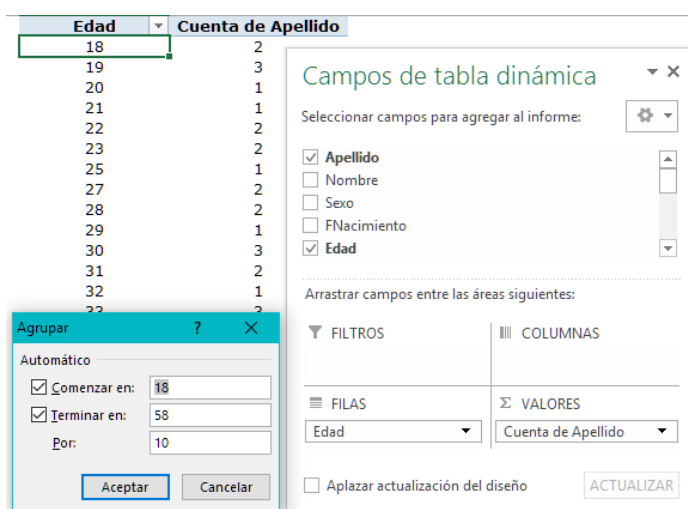 Edad Cuenta de Apellido
18 2
19 3
20 1
21 1
22 2
23 2
25 1
27 2
28 2
29 1
30 3
31 2
32 1
Campos de tabla dinámica
Seleccionar campos para agregar al informe:
Apellido
Nombre
Sexo
FNacimiento
Edad
Arrastrar campos entre las áreas siguientes:
FILTROS
COLUMNAS
FILAS
Σ VALORES
Edad
Cuenta de Apellido
Aplazar actualización del diseño
ACTUALIZAR
Agrupar ?
Automático
Comenzar en: 18
Terminar en: 58
Por: 10
Aceptar
Cancelar